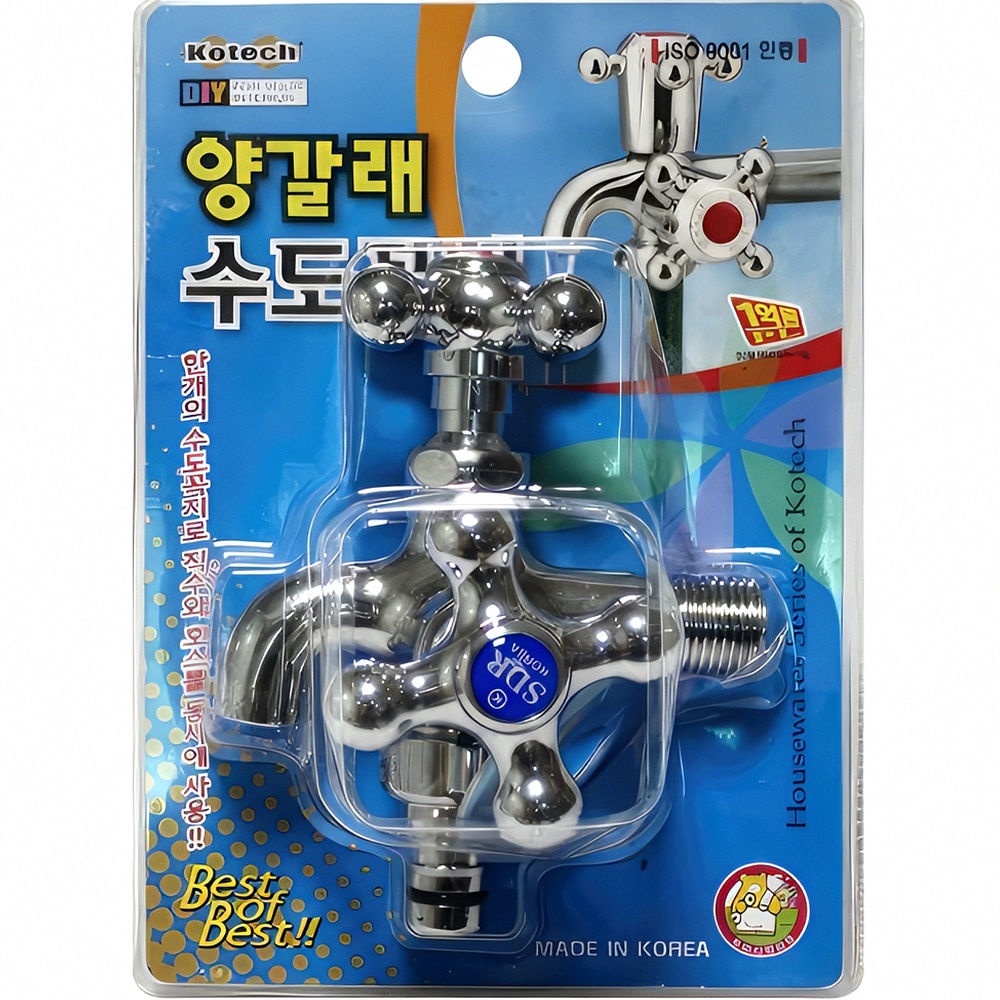 Kotech
DIY
ISO 9001 인증
양갈래
수도
한개의 수도꼭지로 직수와 호스를 동시에 사용!!
Houseware Series of Kotech
SDR
KOREA
Best
of
Best!!
MADE IN KOREA